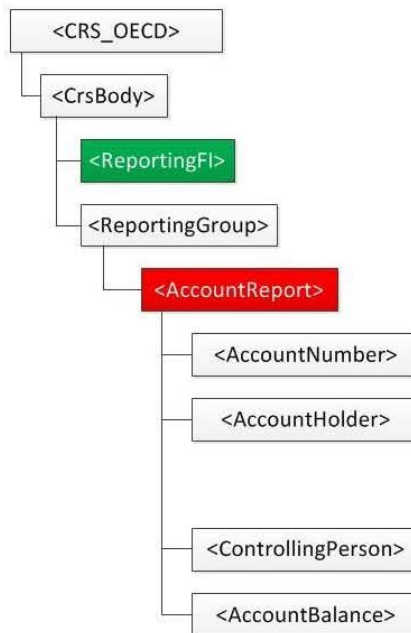 <CRS_OECD>
<CrsBody>
<ReportingFI>
<ReportingGroup>
<AccountReport>
<AccountNumber>
<AccountHolder>
<ControllingPerson>
<AccountBalance>